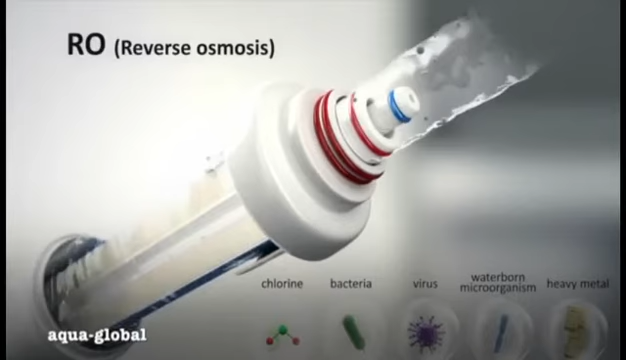 RO (Reverse osmosis)
chlorine
bacteria
virus
waterborn
microorganism
heavy metal
aqua-global